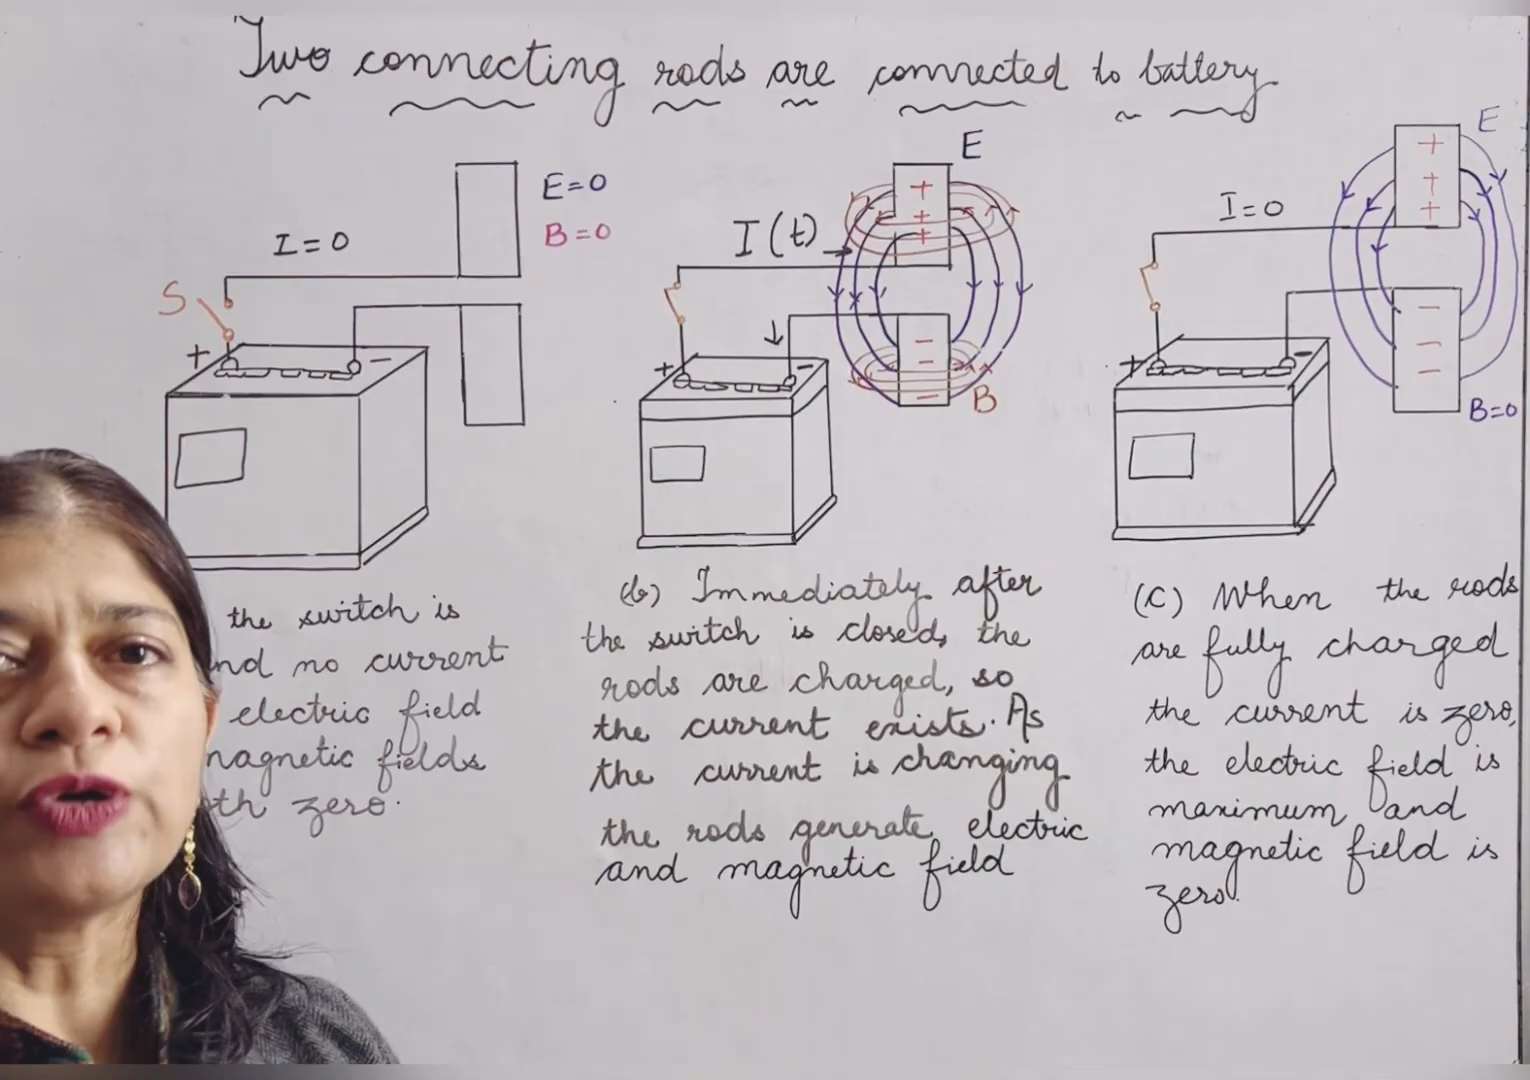 Two connecting rods are connected to battery
E=0
B=0
I=0
S
+
-
E
I(t)
+
+
+
-
-
-
B
+
-
E
+
+
+
I=0
-
-
-
B=0
+
-
the switch is
no current
electric field
fields
zero.
(b) Immediately after
the switch is closed, the
rods are charged, so
the current exists. As
the current is changing
the rods generate electric
and magnetic field
(C) When the rods
are fully charged
the current is zero,
the electric field is
maximum and
magnetic field is
zero.